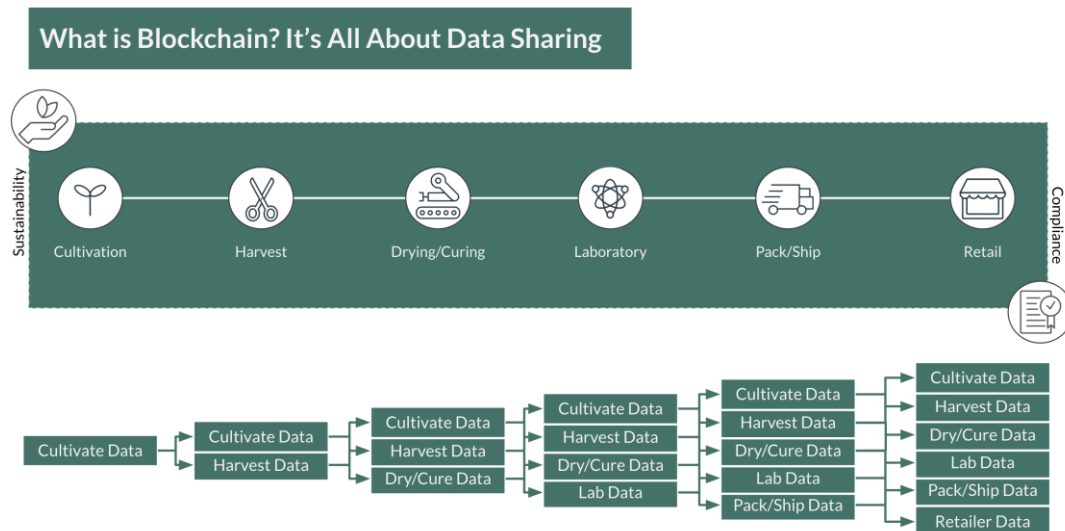 What is Blockchain? It’s All About Data Sharing
Sustainability
Cultivation
Harvest
Drying/Curing
Laboratory
Pack/Ship
Retail
Compliance
Cultivate Data
Cultivate Data
Harvest Data
Cultivate Data
Harvest Data
Dry/Cure Data
Cultivate Data
Harvest Data
Dry/Cure Data
Lab Data
Cultivate Data
Harvest Data
Dry/Cure Data
Lab Data
Pack/Ship Data
Cultivate Data
Harvest Data
Dry/Cure Data
Lab Data
Pack/Ship Data
Retailer Data